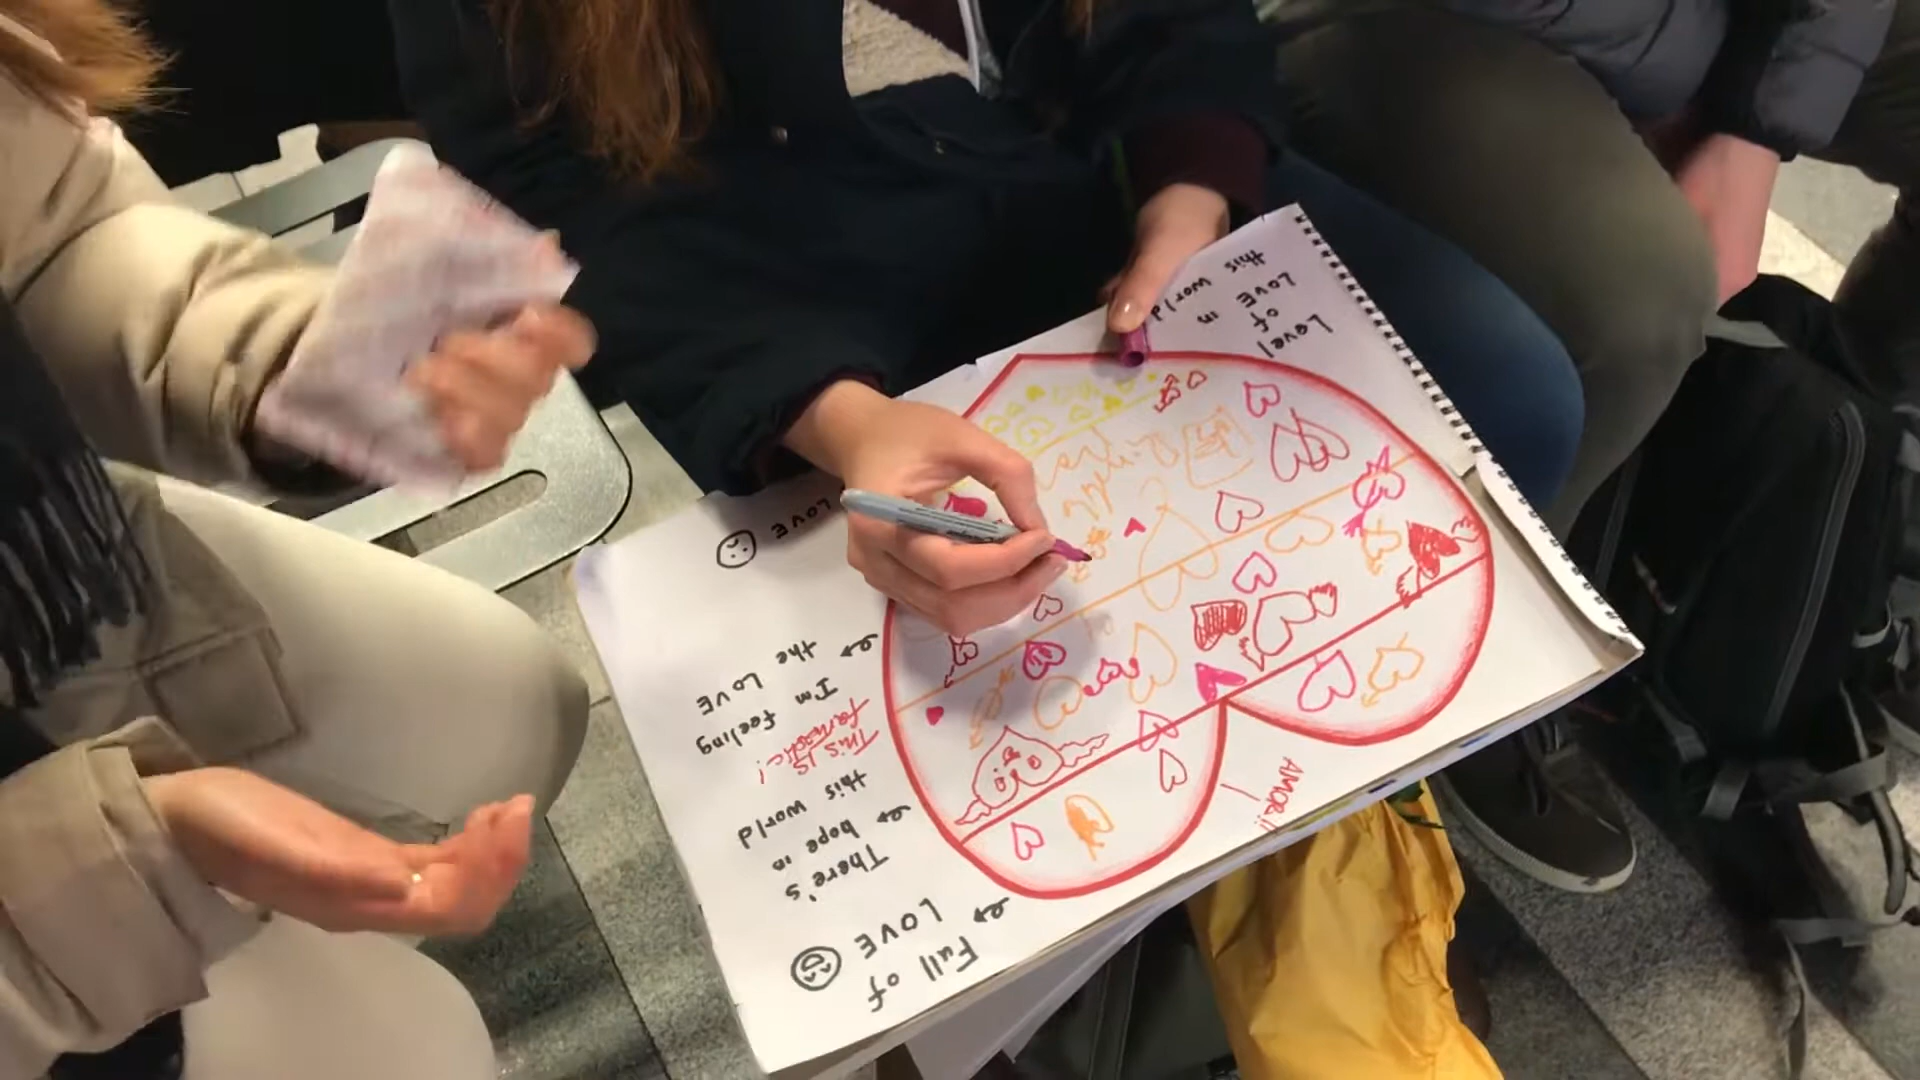 Level
of
LOVE
in
this
world
Full of
LOVE
There's
hope in
this world
This IS
fantastic!
I'm feeling
the LOVE
LOVE
AMOR!!